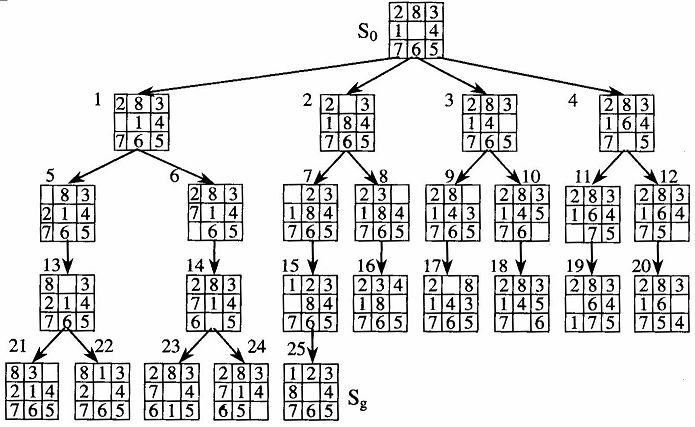 2 8 3
S0 1 4
7 6 5
1 2 3 4
2 8 3 2 3 2 8 3 2 8 3
1 4 1 8 4 1 4 1 6 4
7 6 5 7 6 5 7 6 5 7 5
5 6 7 8 9 10 11 12
8 3 2 8 3 2 3 2 3 2 8 2 8 3 2 8 3 2 8 3
2 1 4 7 1 4 1 8 4 1 8 4 1 4 3 1 4 5 1 6 4 1 6 4
7 6 5 6 5 7 6 5 7 6 5 7 6 5 7 6 7 5 7 5
13 14 15 16 17 18 19 20
8 3 2 8 3 1 2 3 2 3 4 2 8 2 8 3 2 8 3 2 8 3
2 1 4 7 1 4 8 4 1 8 1 4 3 1 4 5 6 4 1 6
7 6 5 6 5 7 6 5 7 6 5 7 6 5 7 6 1 7 5 7 5 4
21 22 23 24 25
8 3 8 1 3 2 8 3 2 8 3 1 2 3
2 1 4 2 4 7 4 7 1 4 8 4 Sg
7 6 5 7 6 5 6 1 5 6 5 7 6 5